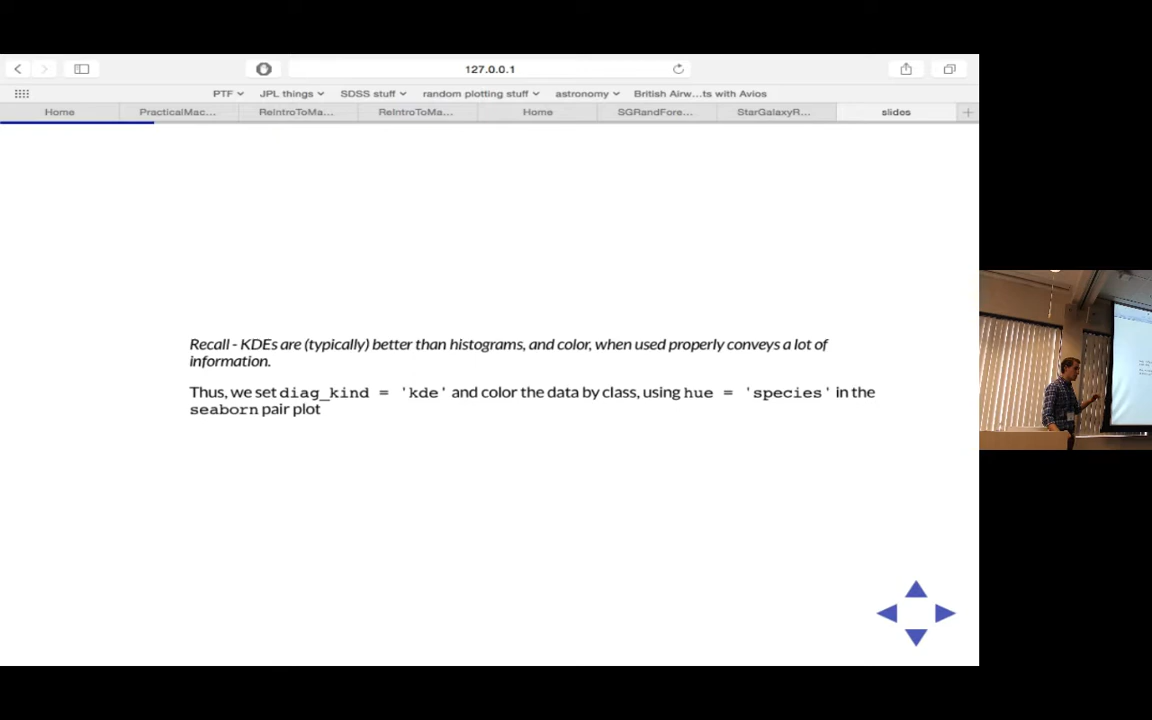 127.0.0.1
PTF JPL things SDSS stuff random plotting stuff astronomy British Airw...ts with Avios
Home PracticalMac... ReIntroToMa... ReIntroToMa... Home SGRandFore... StarGalaxyR... slides
Recall - KDEs are (typically) better than histograms, and color, when used properly conveys a lot of
information.
Thus, we set diag_kind = 'kde' and color the data by class, using hue = 'species' in the
seaborn pair plot